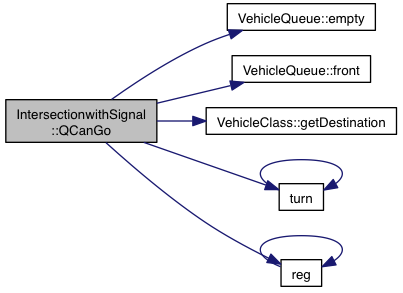 VehicleQueue::empty
VehicleQueue::front
IntersectionwithSignal
::QCanGo
VehicleClass::getDestination
turn
reg